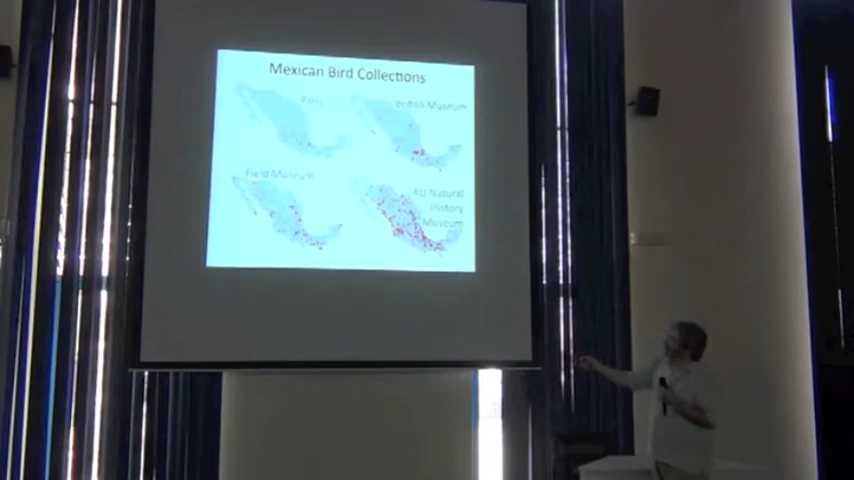 Mexican Bird Collections
Paris
British Museum
Field Museum
KU Natural
History
Museum